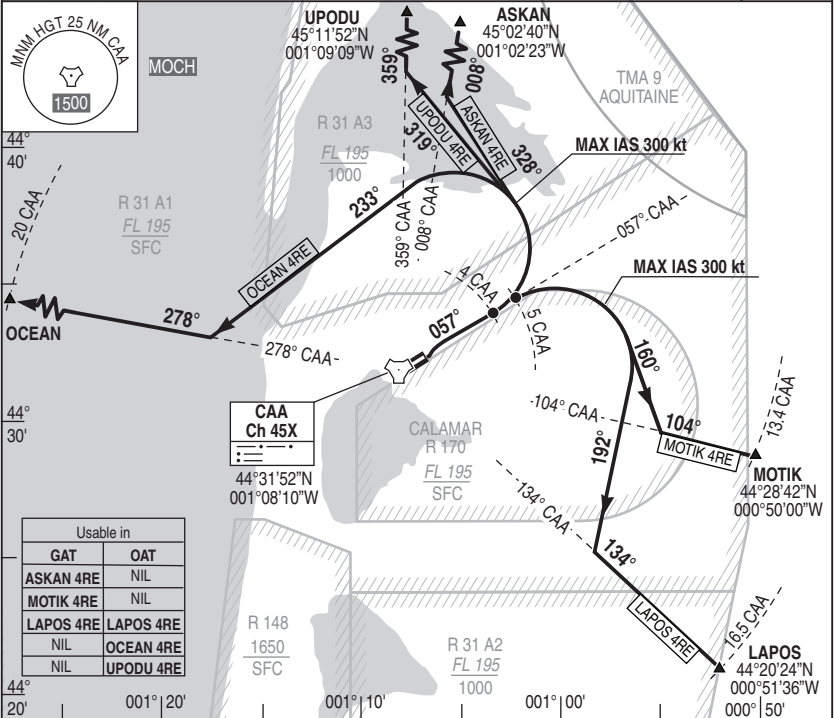 MNM HGT 25 NM CAA
1500
MOCH
UPODU
45°11'52"N
001°09'09"W
ASKAN
45°02'40"N
001°02'23"W
359°
008°
TMA 9
AQUITAINE
R 31 A3
FL 195
1000
UPODU 4RE
319°
ASKAN 4RE
328°
MAX IAS 300 kt
44°
40'
20 CAA
R 31 A1
FL 195
SFC
233°
OCEAN 4RE
359° CAA
008° CAA
057° CAA
MAX IAS 300 kt
4 CAA
5 CAA
OCEAN
278°
278° CAA
057°
160°
CAA
Ch 45X
44°31'52"N
001°08'10"W
44°
30'
CALAMAR
R 170
FL 195
SFC
104° CAA
104°
MOTIK 4RE
13.4 CAA
MOTIK
44°28'42"N
000°50'00"W
192°
134° CAA
134°
LAPOS 4RE
16.5 CAA
LAPOS
44°20'24"N
000°51'36"W
Usable in
GAT OAT
ASKAN 4RE NIL
MOTIK 4RE NIL
LAPOS 4RE LAPOS 4RE
NIL OCEAN 4RE
NIL UPODU 4RE
R 148
1650
SFC
R 31 A2
FL 195
1000
44°
20'
001° 20'
001° 10'
001° 00'
000° 50'